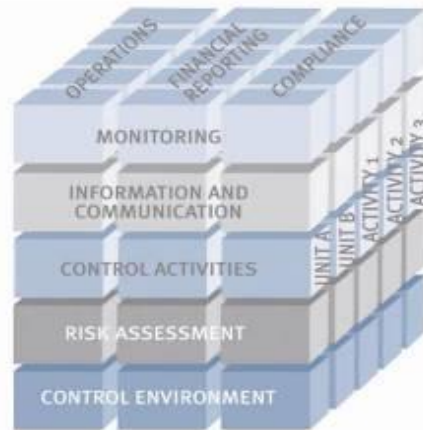 OPERATIONS
FINANCIAL
REPORTING
COMPLIANCE
MONITORING
INFORMATION AND
COMMUNICATION
CONTROL ACTIVITIES
RISK ASSESSMENT
CONTROL ENVIRONMENT
UNIT A
UNIT B
ACTIVITY 1
ACTIVITY 2
ACTIVITY 3